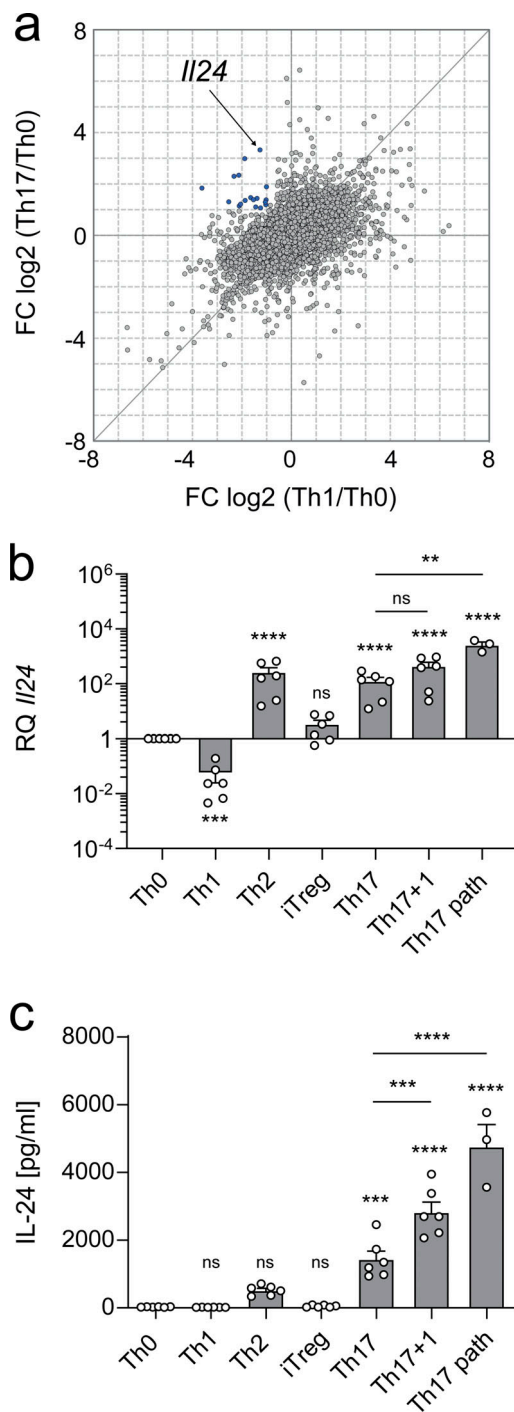 a
Il24
FC log2 (Th17/Th0)
8
4
0
-4
-8
-8
-4
0
4
8
FC log2 (Th1/Th0)
b
RQ Il24
10^6
10^4
10^2
1
10^-2
10^-4
**
ns
****
***
ns
****
****
****
Th0
Th1
Th2
iTreg
Th17
Th17+1
Th17 path
c
IL-24 [pg/ml]
8000
6000
4000
2000
0
****
***
ns
ns
ns
***
****
****
Th0
Th1
Th2
iTreg
Th17
Th17+1
Th17 path